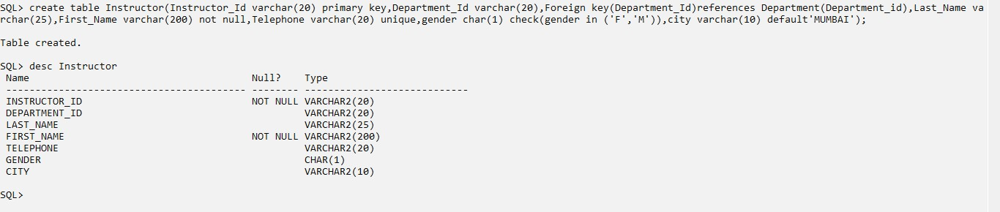 SQL> create table Instructor(Instructor_Id varchar(20) primary key,Department_Id varchar(20),Foreign key(Department_Id)references Department(Department_id),Last_Name va
rchar(25),First_Name varchar(200) not null,Telephone varchar(20) unique,gender char(1) check(gender in ('F','M')),city varchar(10) default'MUMBAI');
Table created.
SQL> desc Instructor
Name                                      Null?    Type
----------------------------------------- -------- ----------------------------
INSTRUCTOR_ID                             NOT NULL VARCHAR2(20)
DEPARTMENT_ID                                      VARCHAR2(20)
LAST_NAME                                          VARCHAR2(25)
FIRST_NAME                                NOT NULL VARCHAR2(200)
TELEPHONE                                          VARCHAR2(20)
GENDER                                             CHAR(1)
CITY                                               VARCHAR2(10)
SQL>